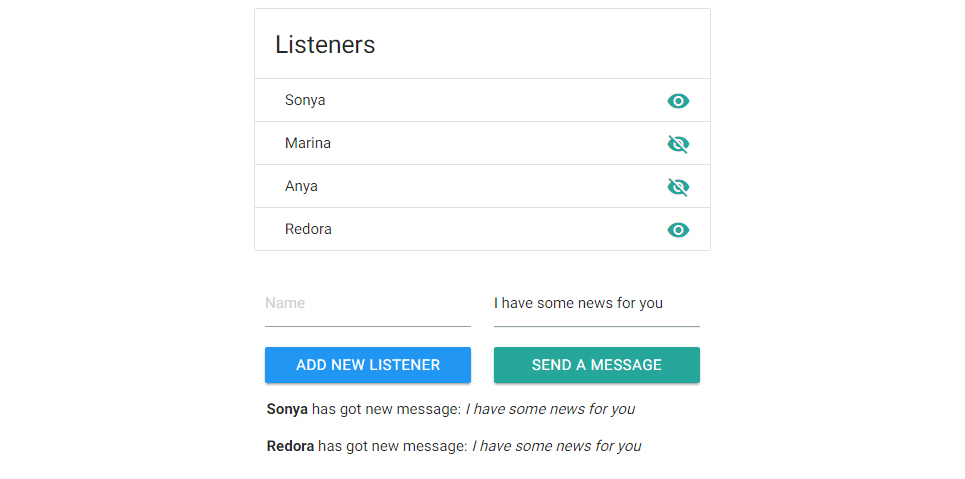 Listeners
Sonya
Marina
Anya
Redora
Name
I have some news for you
ADD NEW LISTENER
SEND A MESSAGE
Sonya has got new message: I have some news for you
Redora has got new message: I have some news for you